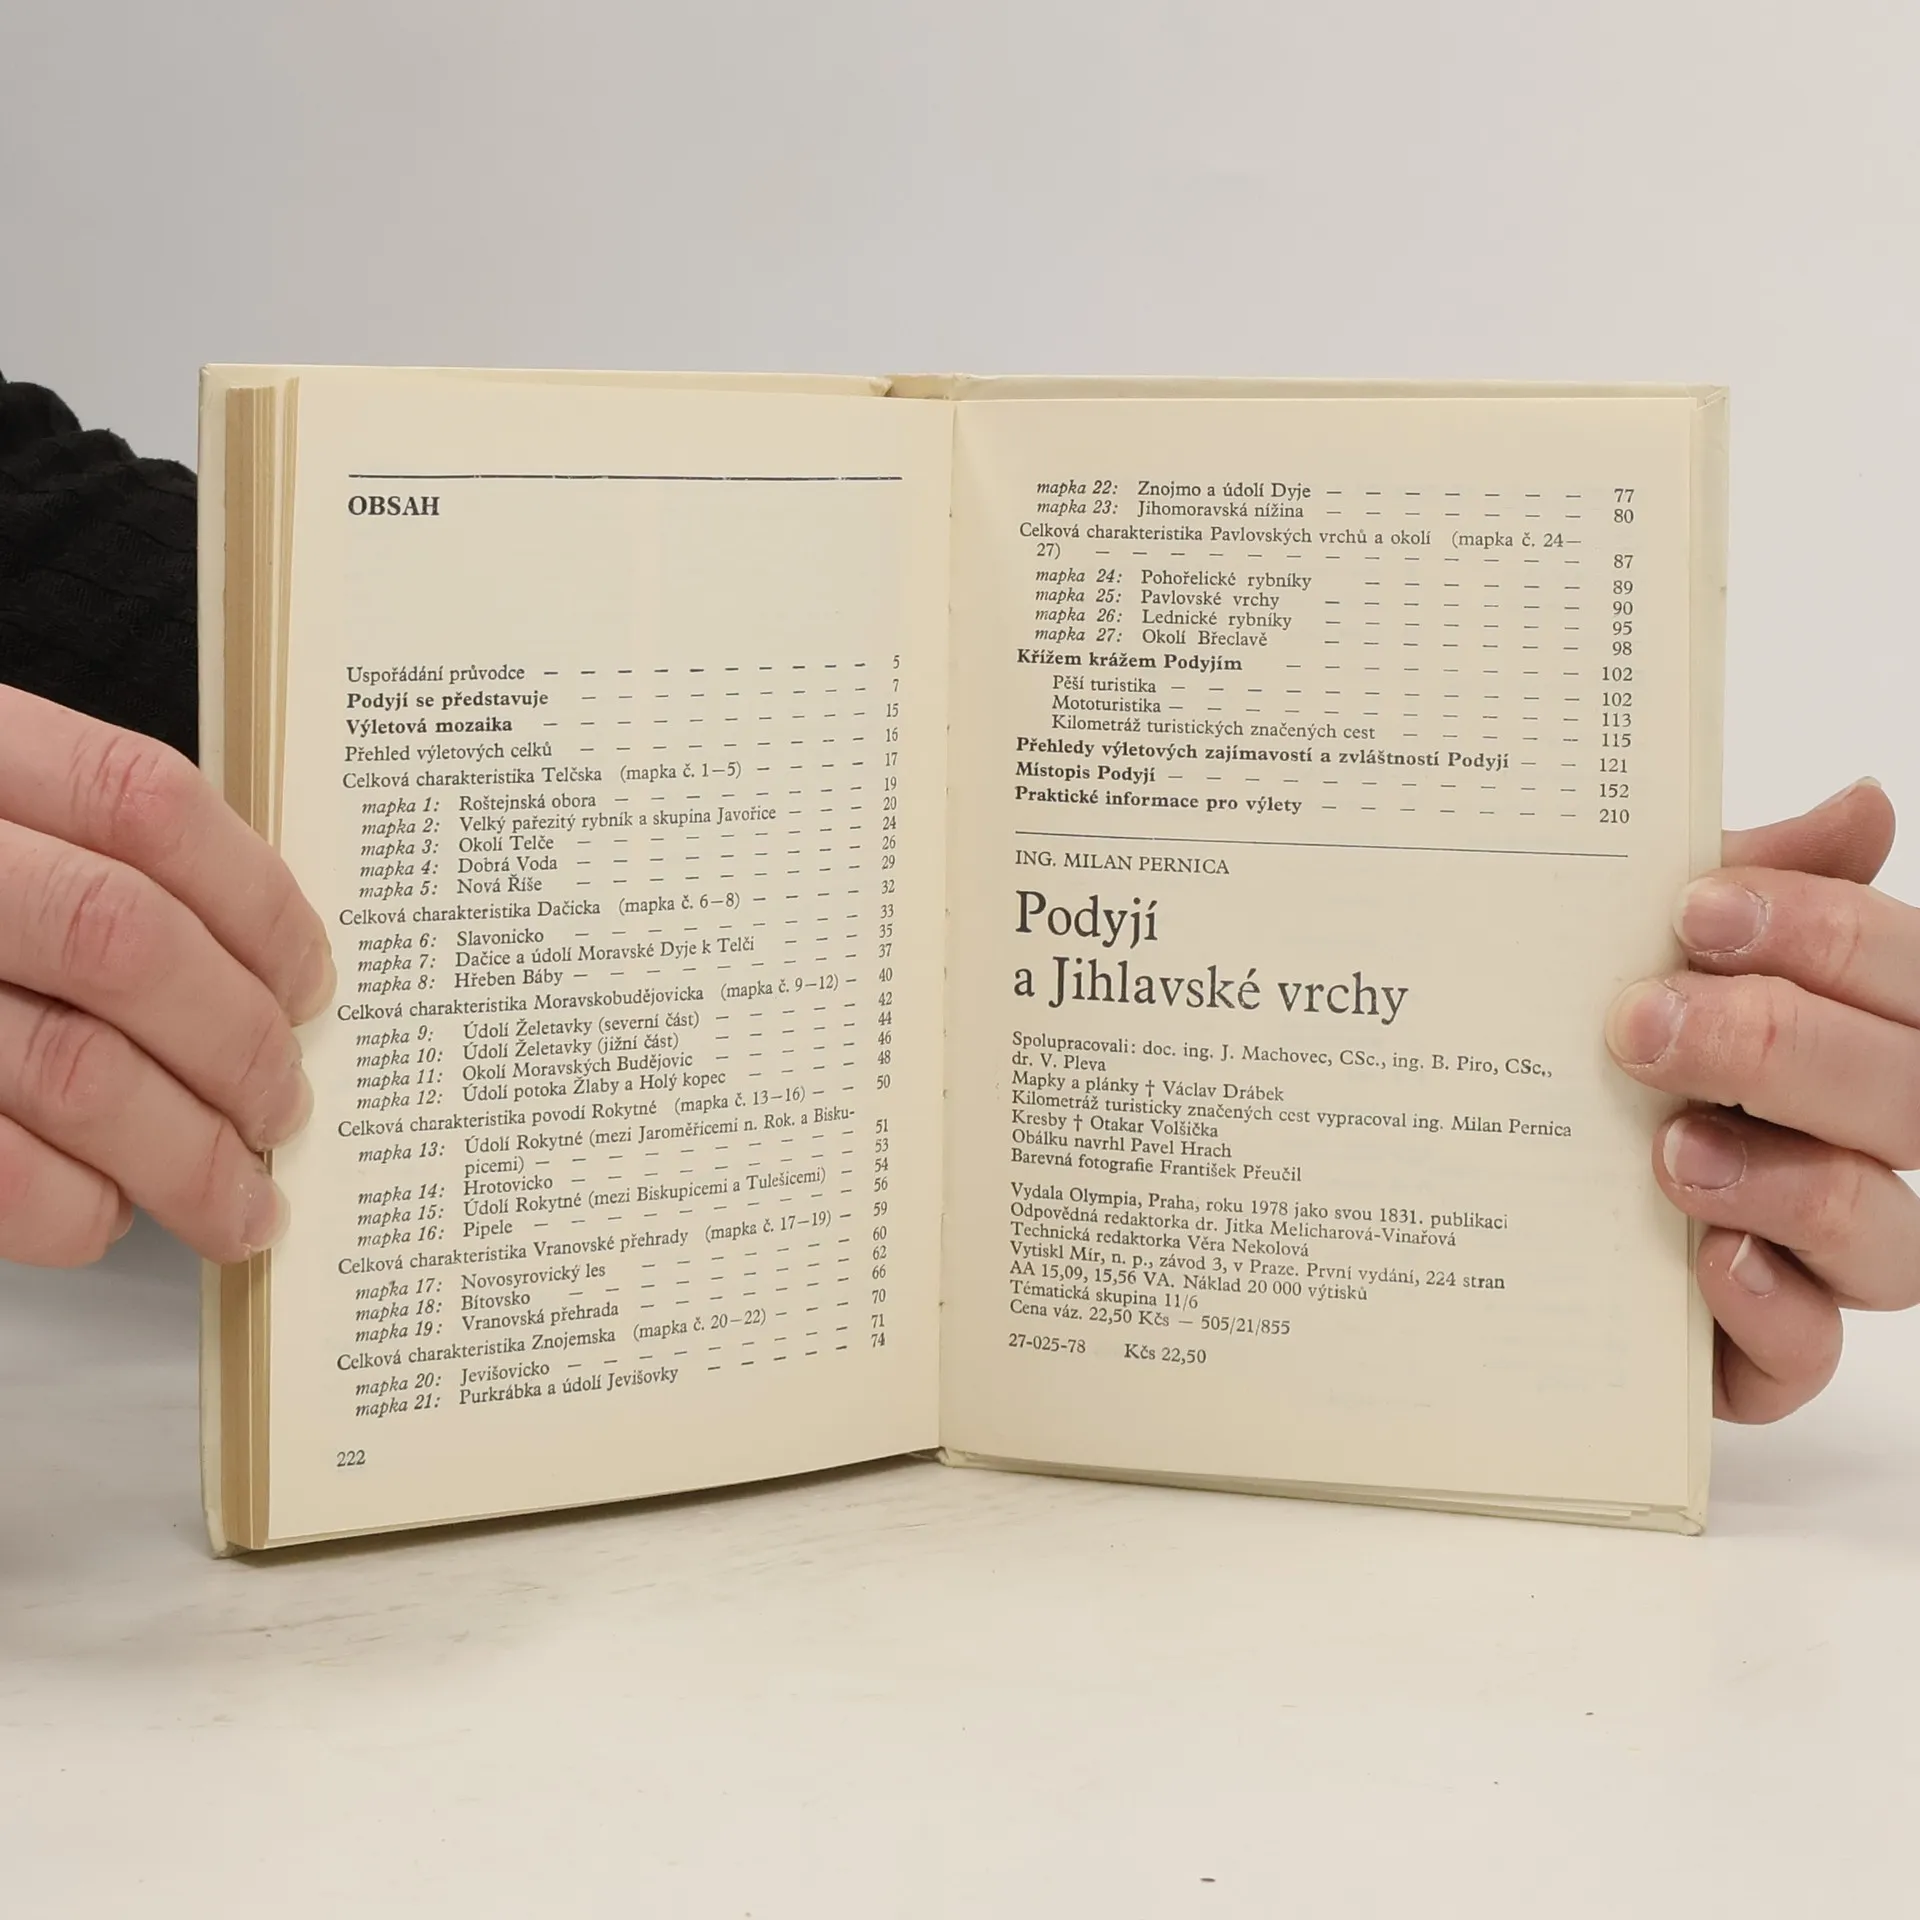 OBSAH
Uspořádání průvodce — — — — — — — — — 5
Podyjí se představuje — — — — — — — — 7
Výletová mozaika — — — — — — — — — 15
Přehled výletových celků — — — — — — — — 16
Celková charakteristika Telčska (mapka č. 1—5) — — — — 17
mapka 1: Roštejnská obora — — — — — — — 19
mapka 2: Velký pařezitý rybník a skupina Javořice — — — 20
mapka 3: Okolí Telče — — — — — — — — 24
mapka 4: Dobrá Voda — — — — — — — — 26
mapka 5: Nová Říše — — — — — — — — 29
Celková charakteristika Dačicka (mapka č. 6—8) — — — — 32
mapka 6: Slavonicko — — — — — — — — 33
mapka 7: Dačice a údolí Moravské Dyje k Telči — — — 35
mapka 8: Hřeben Báby — — — — — — — — 37
Celková charakteristika Moravskobudějovicka (mapka č. 9—12) — 40
mapka 9: Údolí Želetavky (severní část) — — — — 42
mapka 10: Údolí Želetavky (jižní část) — — — — 44
mapka 11: Okolí Moravských Budějovic — — — — 46
mapka 12: Údolí potoka Žlaby a Holý kopec — — — 48
Celková charakteristika povodí Rokytné (mapka č. 13—16) — — 50
mapka 13: Údolí Rokytné (mezi Jaroměřicemi n. Rok. a Bisku-
picemi) — — — — — — — — — 51
mapka 14: Hrotovicko — — — — — — — — 53
mapka 15: Údolí Rokytné (mezi Biskupicemi a Tulešicemi) — 54
mapka 16: Pipele — — — — — — — — — 56
Celková charakteristika Vranovské přehrady (mapka č. 17—19) — 59
mapka 17: Novosyrovický les — — — — — — 60
mapka 18: Bítovsko — — — — — — — — 62
mapka 19: Vranovská přehrada — — — — — — 66
Celková charakteristika Znojemska (mapka č. 20—22) — — — 70
mapka 20: Jevišovicko — — — — — — — — 71
mapka 21: Purkrábka a údolí Jevišovky — — — — — 74
222
mapka 22: Znojmo a údolí Dyje — — — — — — — 77
mapka 23: Jihomoravská nížina — — — — — — — 80
Celková charakteristika Pavlovských vrchů a okolí (mapka č. 24—
27) — — — — — — — — — — — — — 87
mapka 24: Pohořelické rybníky — — — — — — 89
mapka 25: Pavlovské vrchy — — — — — — — 90
mapka 26: Lednické rybníky — — — — — — — 95
mapka 27: Okolí Břeclavě — — — — — — — 98
Křížem krážem Podyjím — — — — — — — — 102
Pěší turistika — — — — — — — — — — — 102
Mototuristika — — — — — — — — — — — 113
Kilometráž turistických značených cest — — — — — 115
Přehledy výletových zajímavostí a zvláštností Podyjí — — 121
Místopis Podyjí — — — — — — — — — — — 152
Praktické informace pro výlety — — — — — — — 210
ING. MILAN PERNICA
Podyjí
a Jihlavské vrchy
Spolupracovali: doc. ing. J. Machovec, CSc., ing. B. Piro, CSc.,
dr. V. Pleva
Mapky a plánky † Václav Drábek
Kilometráž turisticky značených cest vypracoval ing. Milan Pernica
Kresby † Otakar Volšička
Obálku navrhl Pavel Hrach
Barevná fotografie František Přeučil
Vydala Olympia, Praha, roku 1978 jako svou 1831. publikaci
Odpovědná redaktorka dr. Jitka Melicharová-Vinařová
Technická redaktorka Věra Nekolová
Vytiskl Mír, n. p., závod 3, v Praze. První vydání, 224 stran
AA 15,09, 15,56 VA. Náklad 20 000 výtisků
Tématická skupina 11/6
Cena váz. 22,50 Kčs — 505/21/855
27-025-78 Kčs 22,50